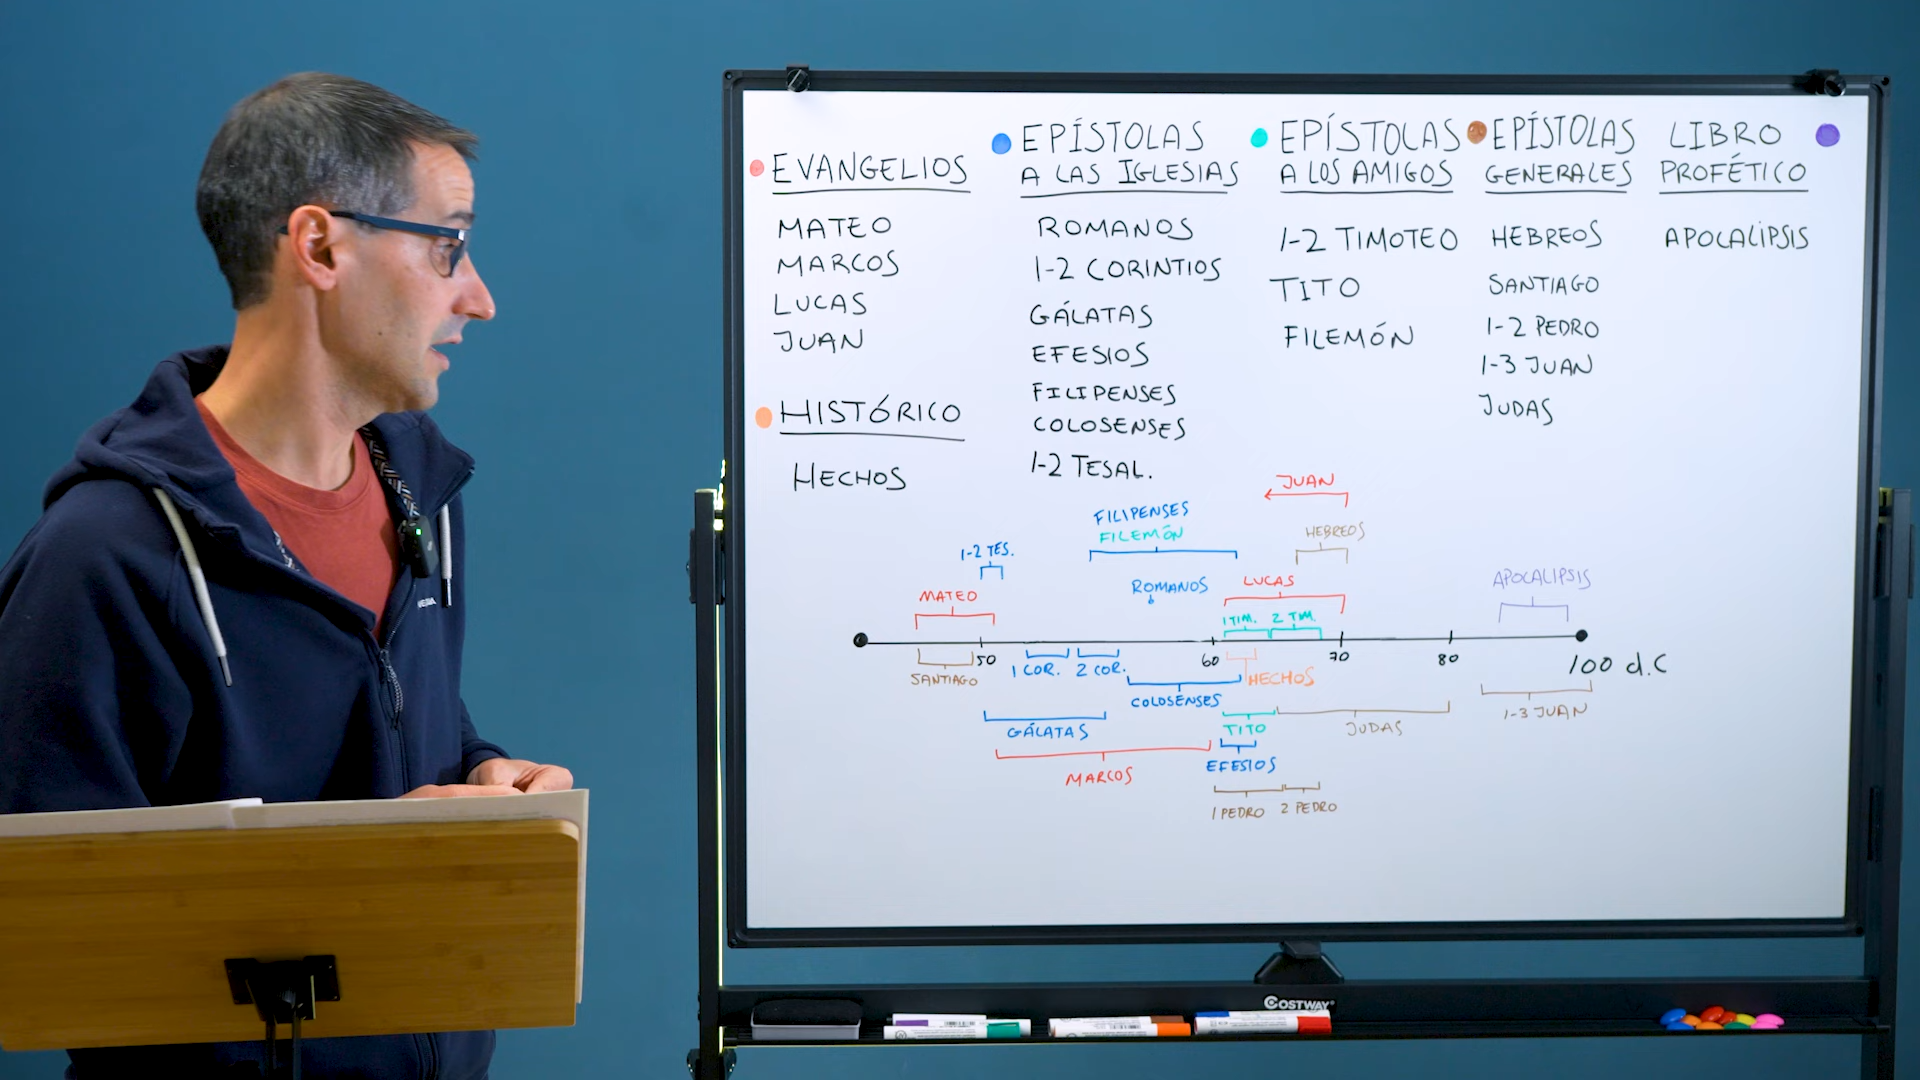 EVANGELIOS
MATEO
MARCOS
LUCAS
JUAN
HISTÓRICO
HECHOS
EPÍSTOLAS
A LAS IGLESIAS
ROMANOS
1-2 CORINTIOS
GÁLATAS
EFESIOS
FILIPENSES
COLOSENSES
1-2 TESAL.
EPÍSTOLAS
A LOS AMIGOS
1-2 TIMOTEO
TITO
FILEMÓN
EPÍSTOLAS
GENERALES
HEBREOS
SANTIAGO
1-2 PEDRO
1-3 JUAN
JUDAS
LIBRO
PROFÉTICO
APOCALIPSIS
JUAN
FILIPENSES
FILEMÓN
HEBREOS
1-2 TES.
ROMANOS
LUCAS
APOCALIPSIS
MATEO
1 TIM. 2 TIM.
50 60 70 80 100 d.C
SANTIAGO
1 COR. 2 COR.
HECHOS
COLOSENSES
1-3 JUAN
GÁLATAS
TITO
JUDAS
MARCOS
EFESIOS
1 PEDRO 2 PEDRO
COSTWAY